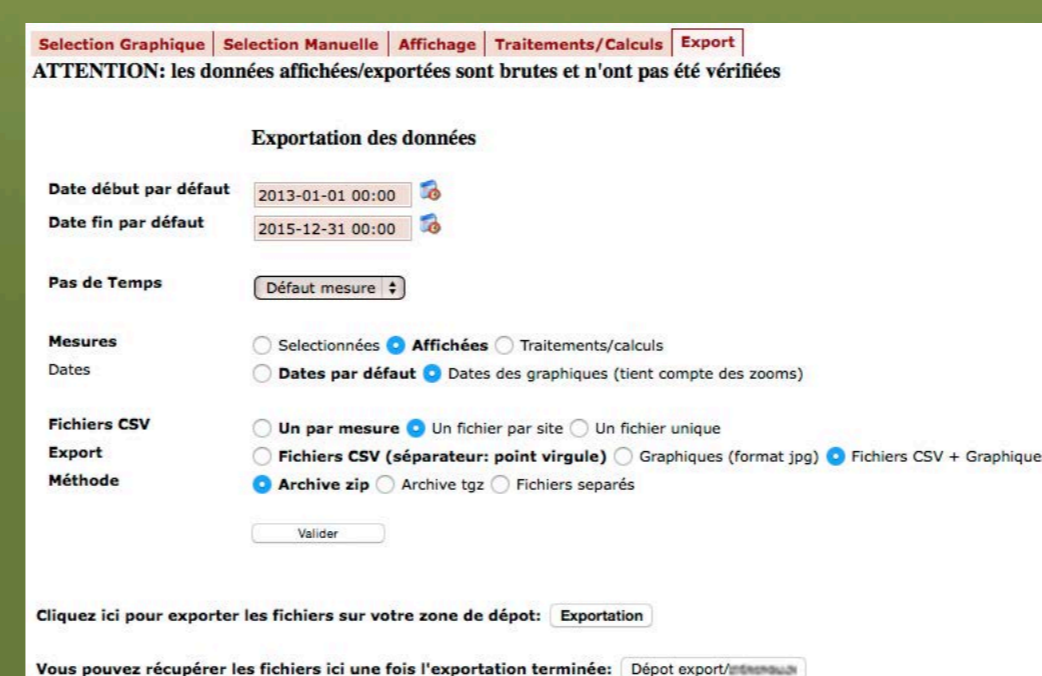 Selection Graphique Selection Manuelle Affichage Traitements/Calculs Export
ATTENTION: les données affichées/exportées sont brutes et n'ont pas été vérifiées
Exportation des données
Date début par défaut 2013-01-01 00:00
Date fin par défaut 2015-12-31 00:00
Pas de Temps Défaut mesure
Mesures Selectionnées Affichées Traitements/calculs
Dates Dates par défaut Dates des graphiques (tient compte des zooms)
Fichiers CSV Un par mesure Un fichier par site Un fichier unique
Export Fichiers CSV (séparateur: point virgule) Graphiques (format jpg) Fichiers CSV + Graphique
Méthode Archive zip Archive tgz Fichiers separés
Valider
Cliquez ici pour exporter les fichiers sur votre zone de dépot: Exportation
Vous pouvez récupérer les fichiers ici une fois l'exportation terminée: Dépot export/